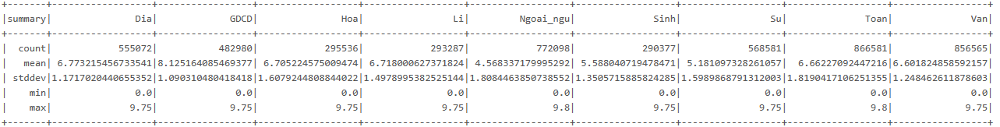 +-------+------------------+-----------------+------------------+------------------+------------------+------------------+------------------+------------------+-----------------+
|summary|               Dia|             GDCD|               Hoa|                Li|         Ngoai_ngu|              Sinh|                Su|              Toan|              Van|
+-------+------------------+-----------------+------------------+------------------+------------------+------------------+------------------+------------------+-----------------+
|  count|            555072|           482980|            295536|            293287|            772098|            290377|            568581|            866581|           856565|
|   mean| 6.773215456733541|8.125164085469377| 6.705224575009474| 6.718000627371824| 4.568337179995292| 5.588040719478471| 5.181097328261057| 6.66227092447216|6.601824858592157|
| stddev|1.1717020440655352|1.090310480418418|1.6079244808844022|1.4978995382525144|1.8084463850738552|1.3505715885824285|1.5989868791312003|1.8190417106251355|1.248462611878603|
|    min|               0.0|              0.0|               0.0|               0.0|               0.0|               0.0|               0.0|               0.0|              0.0|
|    max|              9.75|             9.75|              9.75|              9.75|               9.8|              9.75|              9.75|               9.8|             9.75|
+-------+------------------+-----------------+------------------+------------------+------------------+------------------+------------------+------------------+-----------------+